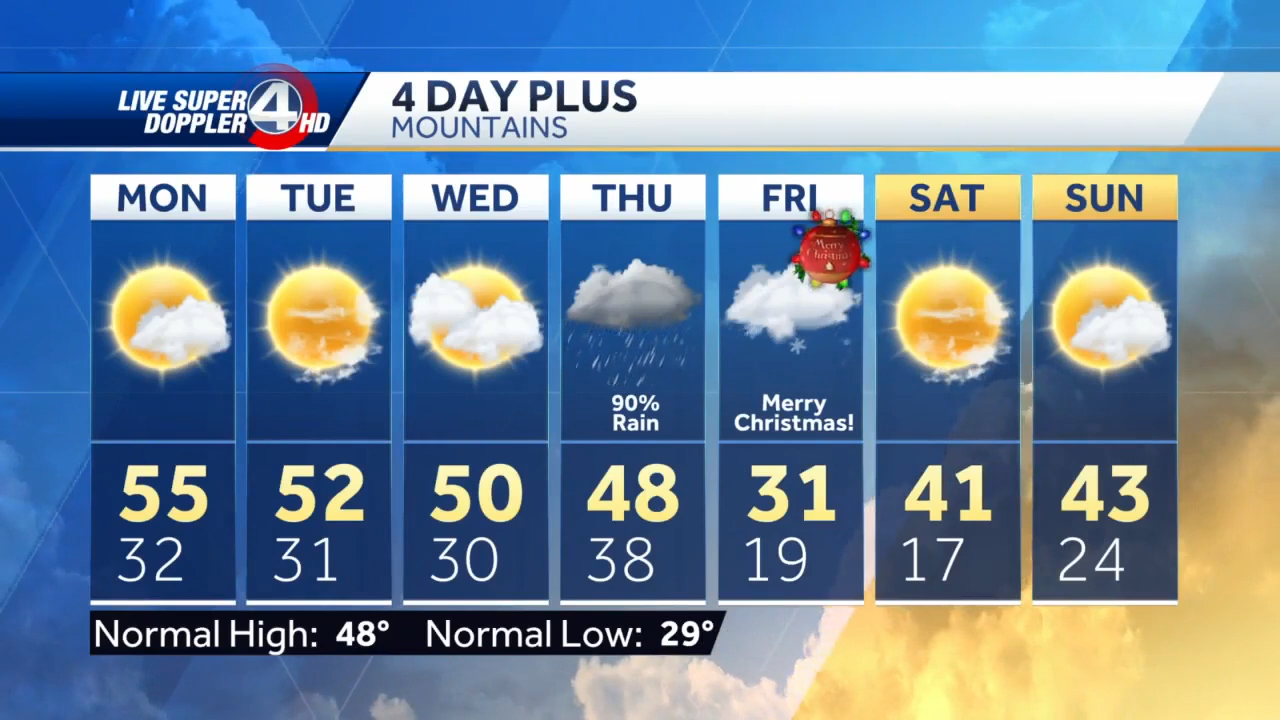 LIVE SUPER
DOPPLER 4 HD
4 DAY PLUS
MOUNTAINS
MON TUE WED THU FRI SAT SUN
Merry
Christmas
90%
Rain
Merry
Christmas!
55 52 50 48 31 41 43
32 31 30 38 19 17 24
Normal High: 48° Normal Low: 29°